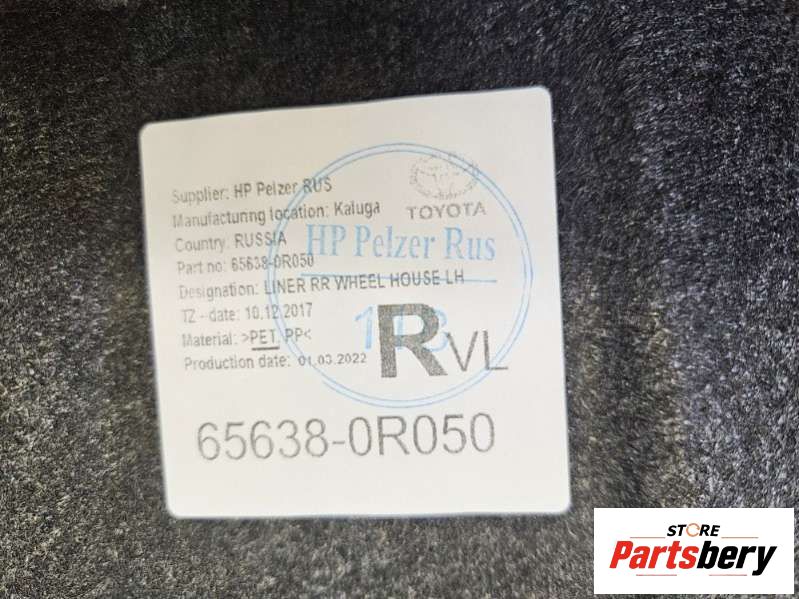 Supplier: HP Pelzer RUS
Manufacturing location: Kaluga
Country: RUSSIA
Part no: 65638-0R050
Designation: LINER RR WHEEL HOUSE LH
TZ - date: 10.12.2017
Material: >PET, PP<
Production date: 01.03.2022
TOYOTA
HP Pelzer Rus
RVL
65638-0R050
STORE
Partsbery